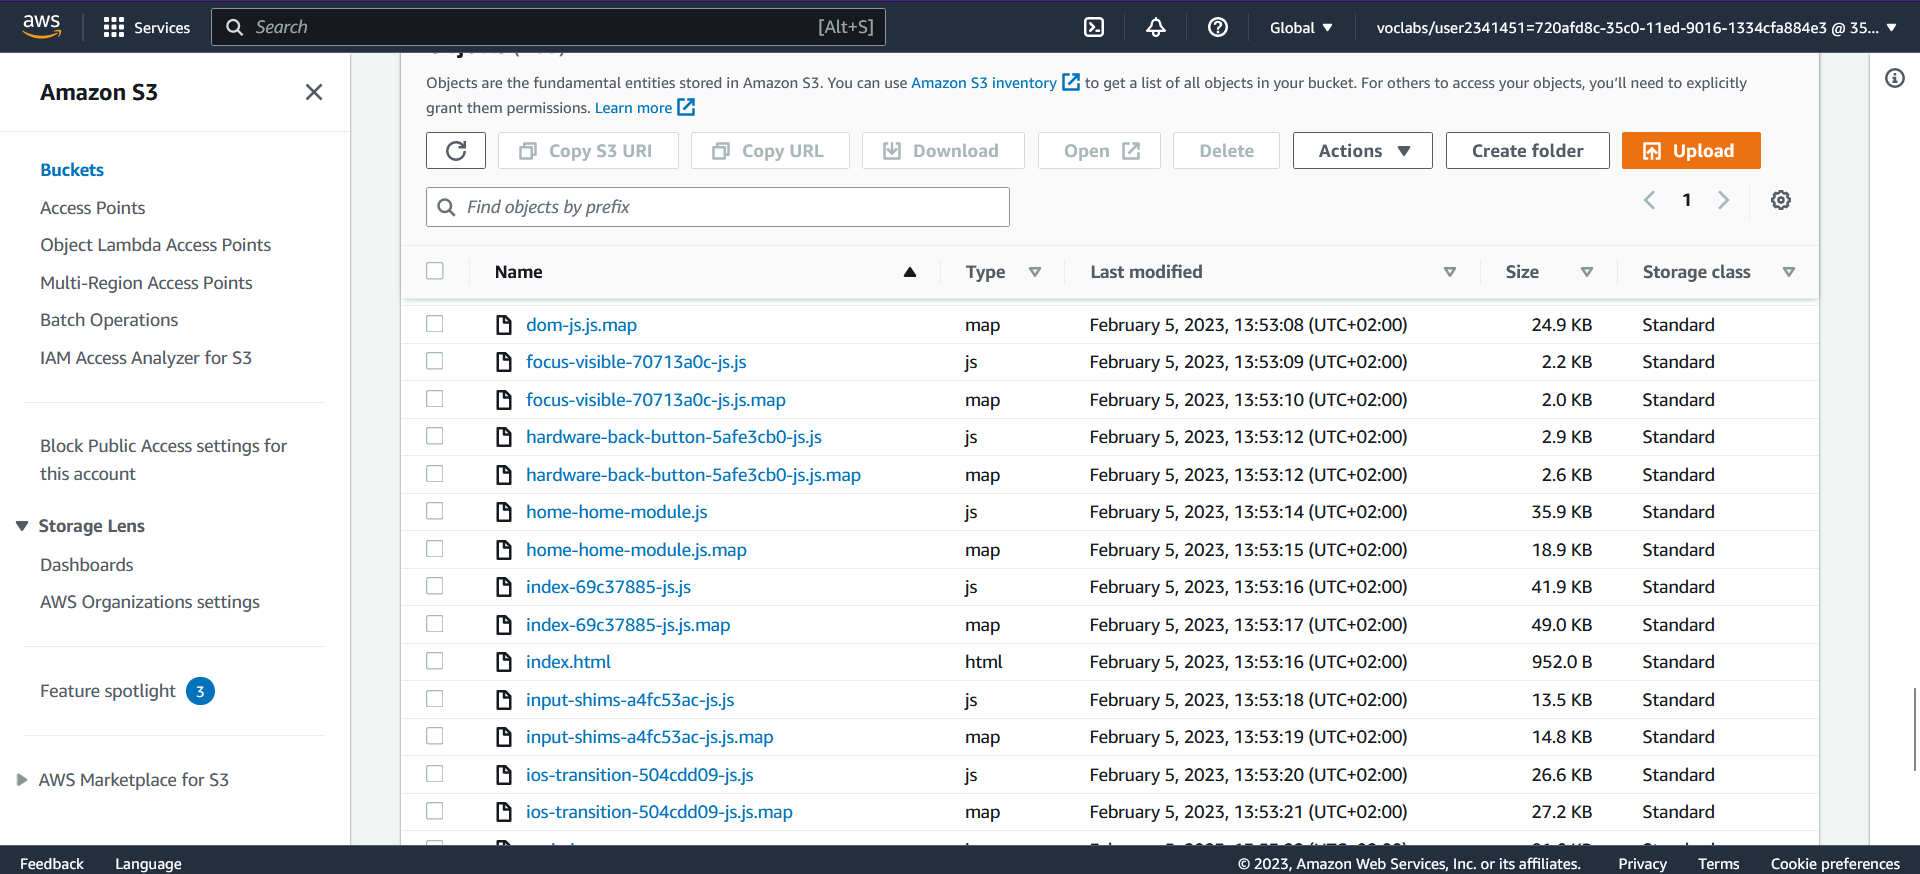 aws
Services
Search
[Alt+S]
Global
voclabs/user2341451=720afd8c-35c0-11ed-9016-1334cfa884e3 @ 35...
Amazon S3
Buckets
Access Points
Object Lambda Access Points
Multi-Region Access Points
Batch Operations
IAM Access Analyzer for S3
Block Public Access settings for
this account
Storage Lens
Dashboards
AWS Organizations settings
Feature spotlight 3
AWS Marketplace for S3
Objects are the fundamental entities stored in Amazon S3. You can use Amazon S3 inventory to get a list of all objects in your bucket. For others to access your objects, you'll need to explicitly
grant them permissions. Learn more
Copy S3 URI Copy URL Download Open Delete Actions Create folder Upload
Find objects by prefix
1
Name Type Last modified Size Storage class
dom-js.js.map map February 5, 2023, 13:53:08 (UTC+02:00) 24.9 KB Standard
focus-visible-70713a0c-js.js js February 5, 2023, 13:53:09 (UTC+02:00) 2.2 KB Standard
focus-visible-70713a0c-js.js.map map February 5, 2023, 13:53:10 (UTC+02:00) 2.0 KB Standard
hardware-back-button-5afe3cb0-js.js js February 5, 2023, 13:53:12 (UTC+02:00) 2.9 KB Standard
hardware-back-button-5afe3cb0-js.js.map map February 5, 2023, 13:53:12 (UTC+02:00) 2.6 KB Standard
home-home-module.js js February 5, 2023, 13:53:14 (UTC+02:00) 35.9 KB Standard
home-home-module.js.map map February 5, 2023, 13:53:15 (UTC+02:00) 18.9 KB Standard
index-69c37885-js.js js February 5, 2023, 13:53:16 (UTC+02:00) 41.9 KB Standard
index-69c37885-js.js.map map February 5, 2023, 13:53:17 (UTC+02:00) 49.0 KB Standard
index.html html February 5, 2023, 13:53:16 (UTC+02:00) 952.0 B Standard
input-shims-a4fc53ac-js.js js February 5, 2023, 13:53:18 (UTC+02:00) 13.5 KB Standard
input-shims-a4fc53ac-js.js.map map February 5, 2023, 13:53:19 (UTC+02:00) 14.8 KB Standard
ios-transition-504cdd09-js.js js February 5, 2023, 13:53:20 (UTC+02:00) 26.6 KB Standard
ios-transition-504cdd09-js.js.map map February 5, 2023, 13:53:21 (UTC+02:00) 27.2 KB Standard
Feedback Language © 2023, Amazon Web Services, Inc. or its affiliates. Privacy Terms Cookie preferences